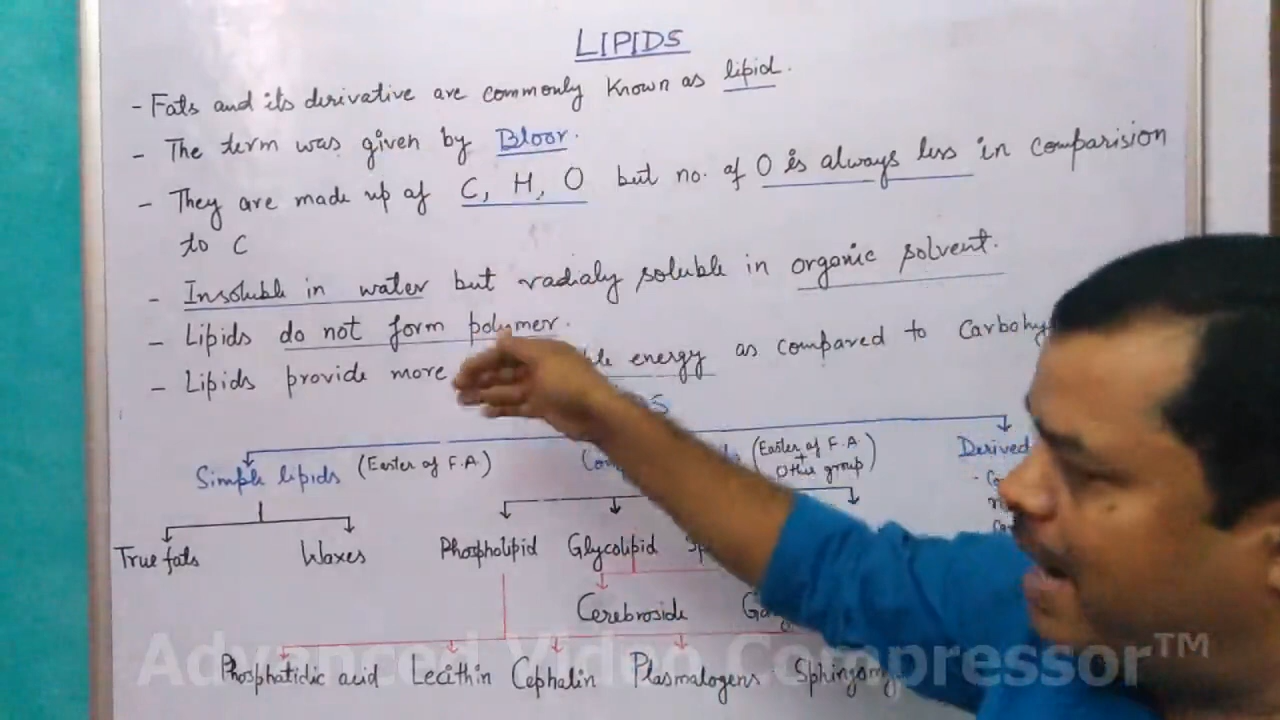 LIPIDS
- Fats and its derivative are commonly known as lipid.
- The term was given by Bloor.
- They are made up of C, H, O but no. of O is always less in comparision
to C
- Insoluble in water but radialy soluble in organic solvent.
- Lipids do not form polymer.
- Lipids provide more energy as compared to
Simple lipids (Easter of F.A.) (Easter of F.A. + Other group) Derived
True fats Waxes Phospholipid Glycolipid
Cerebroside
Phosphatidic acid Lecithin Cephalin Plasmalogens
Advanced Video Compressor™